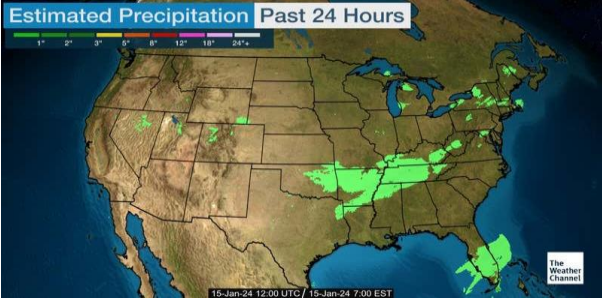 Estimated Precipitation Past 24 Hours
1" 2" 3" 5" 8" 12" 18" 24"+
The
Weather
Channel
15-Jan-24 12:00 UTC / 15-Jan-24 7:00 EST